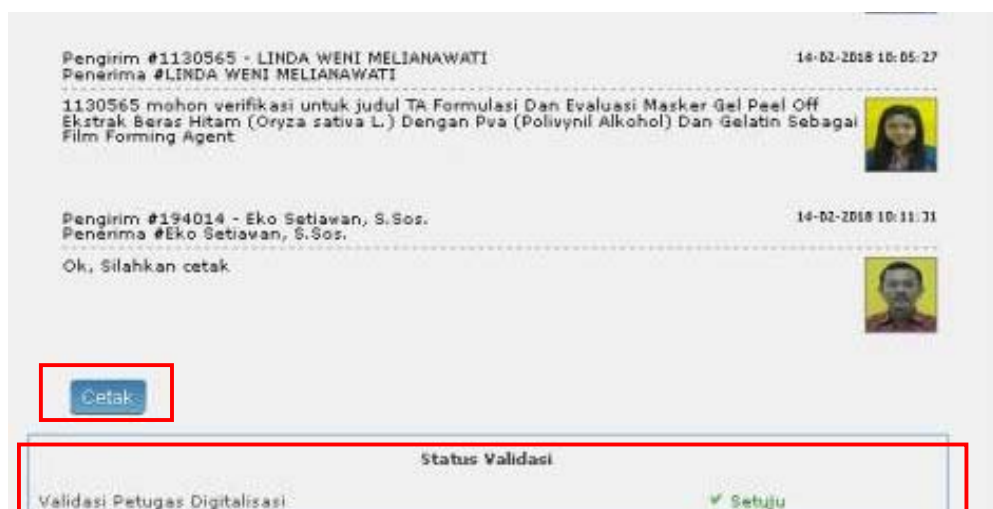 Pengirim #1130565 - LINDA WENI MELIANAWATI
14-02-2018 10:05:27
Penerima #LINDA WENI MELIANAWATI
1130565 mohon verifikasi untuk judul TA Formulasi Dan Evaluasi Masker Gel Peel Off
Ekstrak Beras Hitam (Oryza sativa L.) Dengan Pva (Polivynil Alkohol) Dan Gelatin Sebagai
Film Forming Agent
Pengirim #194014 - Eko Setiawan, S.Sos.
14-02-2018 10:11:31
Penerima #Eko Setiawan, S.Sos.
Ok, Silahkan cetak
Cetak
Status Validasi
Validasi Petugas Digitalisasi
✔ Setuju